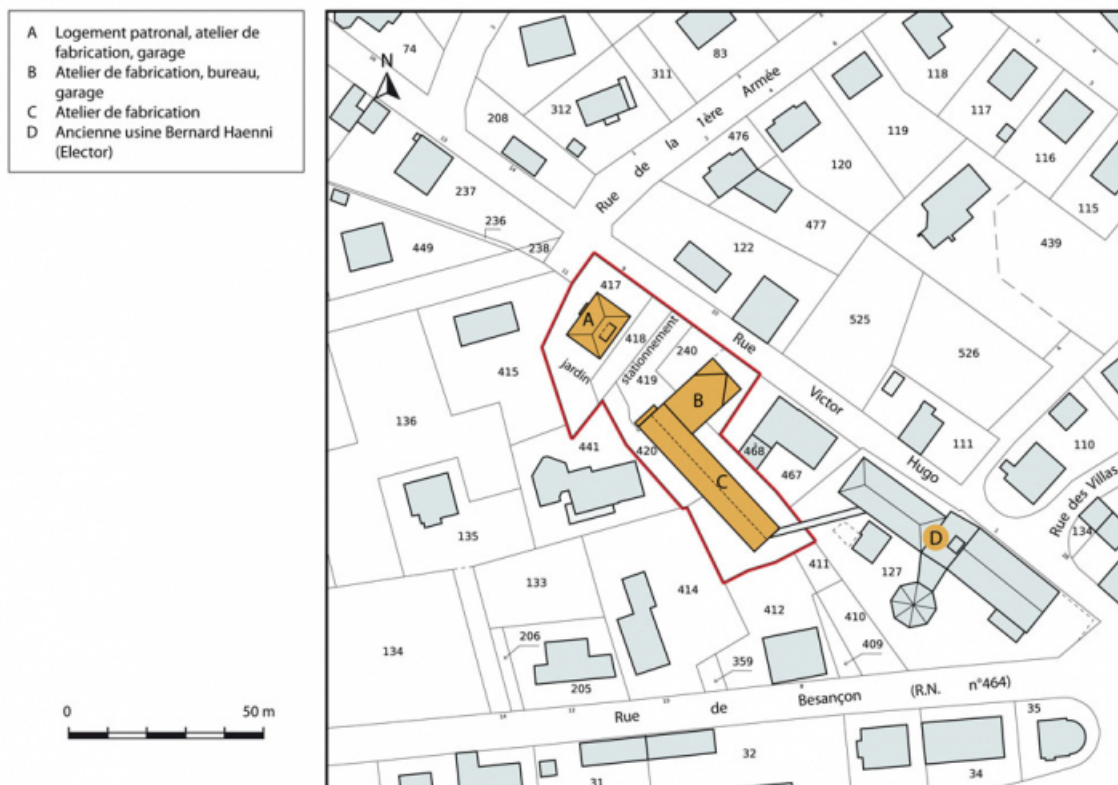 A Logement patronal, atelier de
fabrication, garage
B Atelier de fabrication, bureau,
garage
C Atelier de fabrication
D Ancienne usine Bernard Haenni
(Elector)
N
0 50 m
74
83
311
312
208
118
117
116
115
119
120
476
477
439
237
236
238
449
122
Rue de la 1ère Armée
417
A
418
jardin
stationnement
240
419
B
525
526
415
136
441
420
C
468
467
Rue Victor Hugo
111
110
Rue des Villas
134
D
135
127
133
414
411
412
410
409
134
206
205
359
Rue de Besançon (R.N. n°464)
35
32
31
34